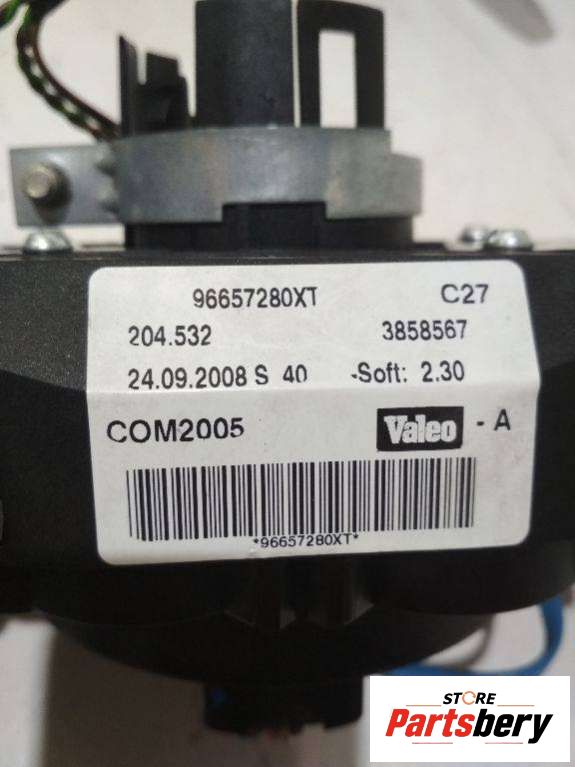 96657280XT C27
204.532 3858567
24.09.2008 S 40 -Soft: 2.30
COM2005 Valeo - A
*96657280XT*
STORE
Partsbery